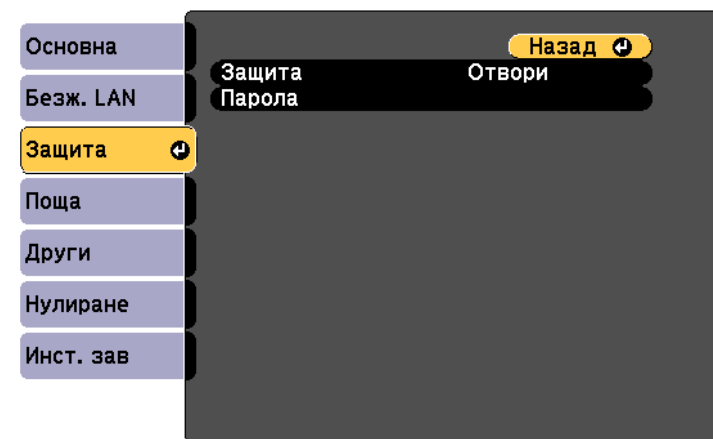 Основна
Безж. LAN
Защита
Поща
Други
Нулиране
Инст. зав
Назад
Защита Отвори
Парола